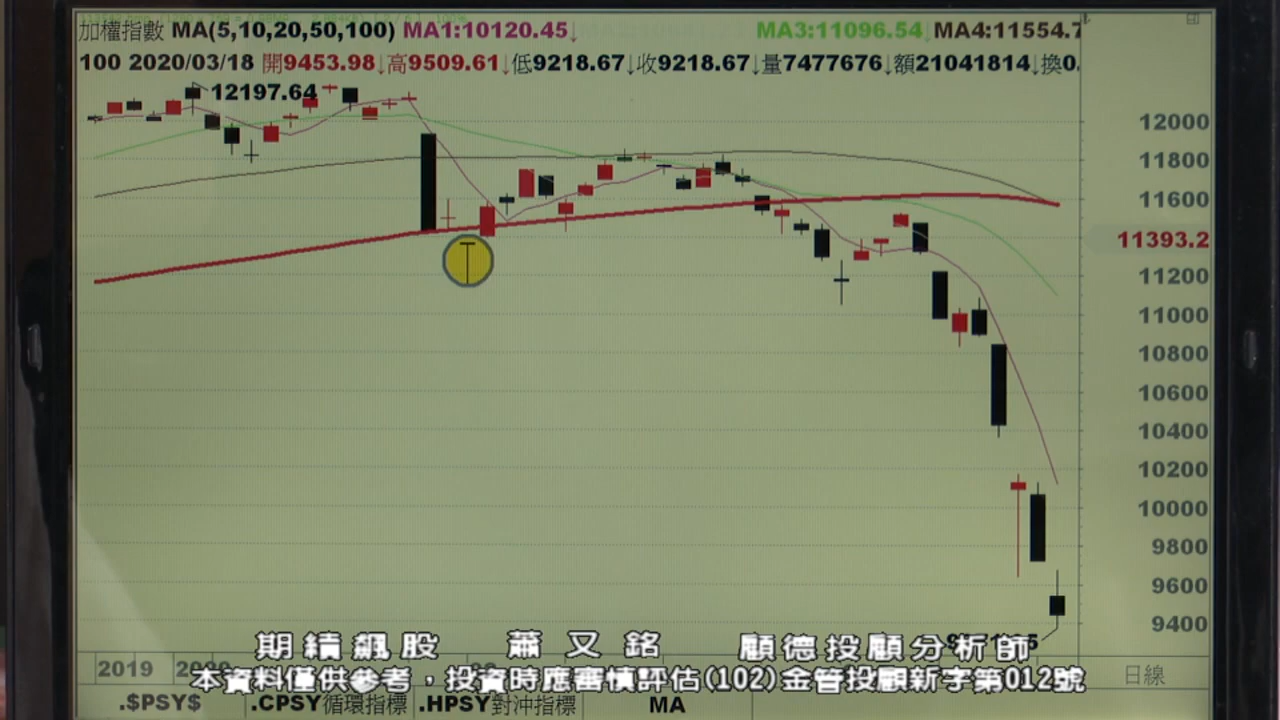 加權指數 MA(5,10,20,50,100) MA1:10120.45↓ MA3:11096.54↓ MA4:11554.7
100 2020/03/18 開9453.98↓高9509.61↓低9218.67↓收9218.67↓量7477676↓額21041814↓換0.
12197.64
12000
11800
11600
11393.2
11200
11000
10800
10600
10400
10200
10000
9800
9600
9400
期續飆股 蕭又銘 顧德投顧分析師
2019 日線
本資料僅供參考，投資時應審慎評估(102)金管投顧新字第012號
.$PSY$ .CPSY循環指標 .HPSY對沖指標 MA